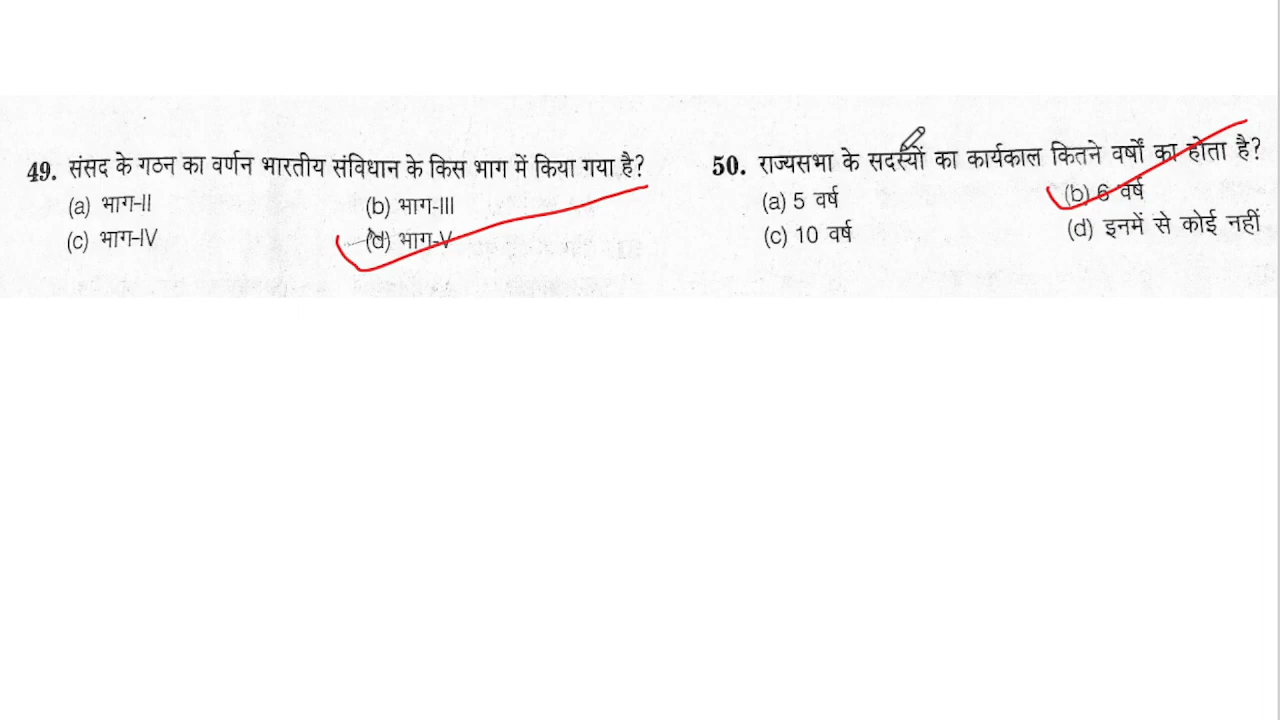 49. संसद के गठन का वर्णन भारतीय संविधान के किस भाग में किया गया है?
(a) भाग-II (b) भाग-III
(c) भाग-IV (d) भाग-V
50. राज्यसभा के सदस्यों का कार्यकाल कितने वर्षों का होता है?
(a) 5 वर्ष (b) 6 वर्ष
(c) 10 वर्ष (d) इनमें से कोई नहीं